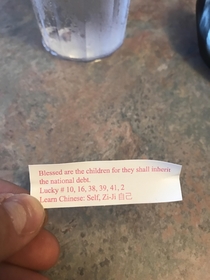 Blessed are the children for they shall inherit
the national debt.
Lucky # 10, 16, 38, 39, 41, 2
Learn Chinese: Self, Zi-Ji 自己